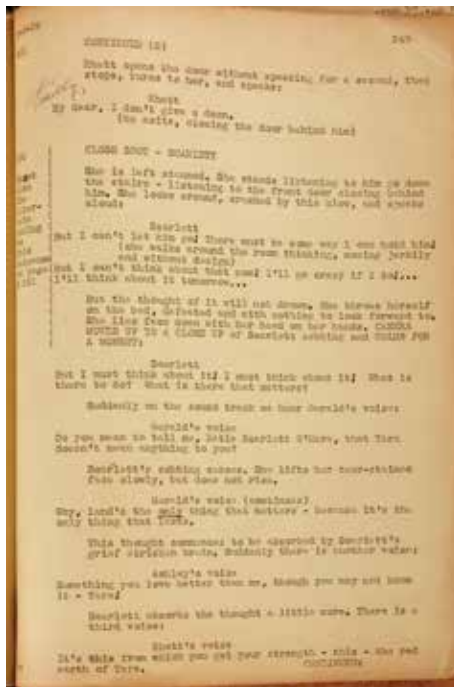 CONTINUED (2)
Rhett opens the door without speaking for a second, then
stops, turns to her, and speaks:
Rhett
My dear, I don't give a damn.
(he exits, closing the door behind him)
CLOSE SHOT - SCARLETT
She is left stunned. She stands listening to him go down
the stairs - listening to the front door closing behind
him. She looks around, crushed by this blow, and speaks
aloud:
Scarlett
But I can't let him go! There must be some way I can hold him!
(she walks around the room thinking, moving jerkily
and without design)
But I can't think about that now! I'll go crazy if I do!...
I'll think about it tomorrow...
But the thought of it will not down. She throws herself
on the bed, defeated and with nothing to look forward to.
She lies face down with her head on her hands. CAMERA
MOVES UP TO A CLOSE UP of Scarlett sobbing and HOLDS FOR
A MOMENT:
Scarlett
But I must think about it! I must think about it! What is
there to do? What is there that matters?
Suddenly on the sound track we hear Gerald's voice:
Gerald's voice
Do you mean to tell me, Katie Scarlett O'Hara, that Tara
doesn't mean anything to you?
Scarlett's sobbing ceases. She lifts her tear-stained
face slowly, but does not rise.
Gerald's voice (continues)
Why, land's the only thing that matters - because it's the
only thing that lasts.
This thought commences to be absorbed by Scarlett's
grief stricken brain. Suddenly there is another voice:
Ashley's voice
Something you love better than me, though you may not know
it - Tara!
Scarlett absorbs the thought a little more. There is a
third voice:
Rhett's voice
It's this from which you get your strength - this - the red
earth of Tara.
CONTINUED: